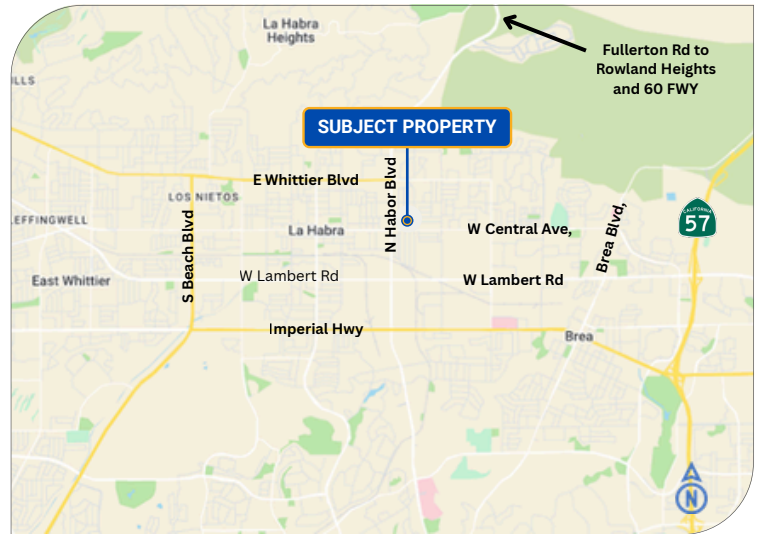 La Habra
Heights
Fullerton Rd to
Rowland Heights
and 60 FWY
ILLS
SUBJECT PROPERTY
E Whittier Blvd
N Habor Blvd
LOS NIETOS
S Beach Blvd
EFFINGWELL
La Habra
W Central Ave,
Brea Blvd,
CALIFORNIA
57
East Whittier
W Lambert Rd
W Lambert Rd
Imperial Hwy
Brea
N